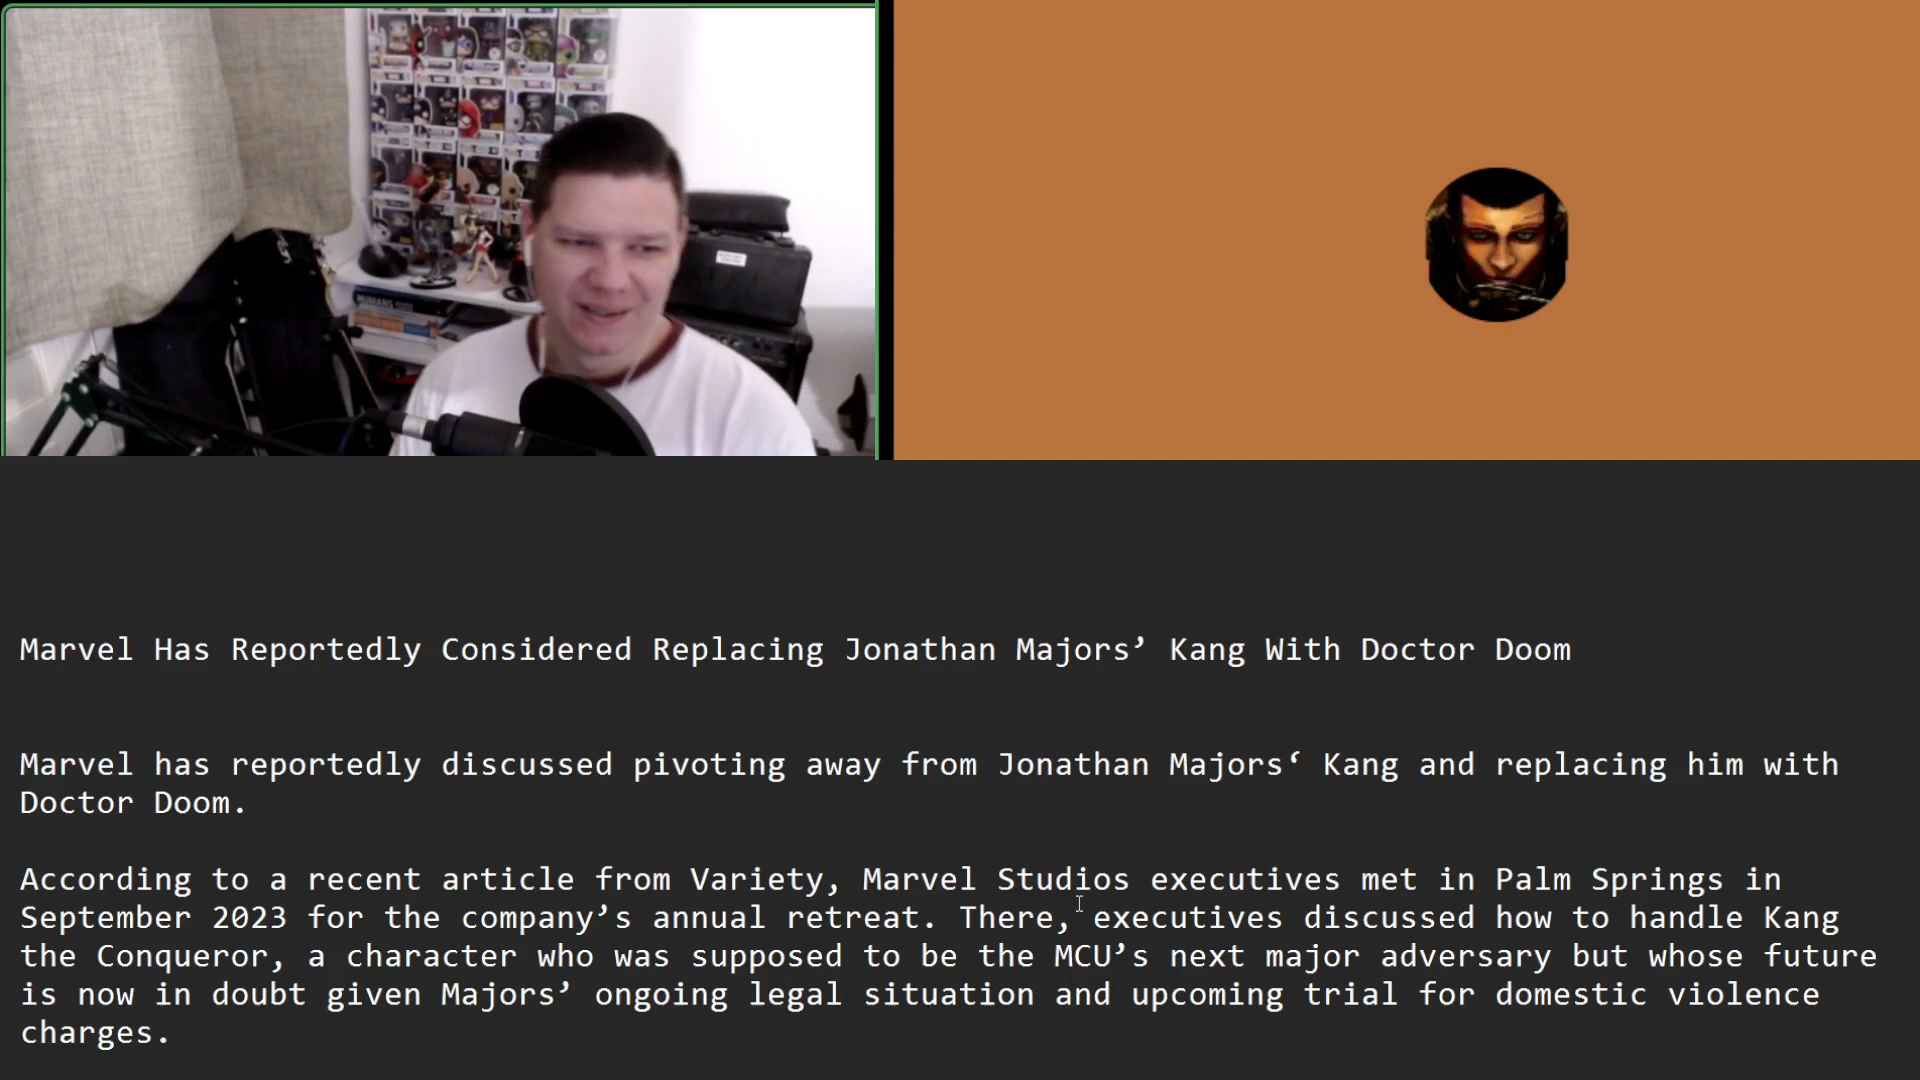 HUMANS
Marvel Has Reportedly Considered Replacing Jonathan Majors’ Kang With Doctor Doom
Marvel has reportedly discussed pivoting away from Jonathan Majors‘ Kang and replacing him with
Doctor Doom.
According to a recent article from Variety, Marvel Studios executives met in Palm Springs in
September 2023 for the company’s annual retreat. There, executives discussed how to handle Kang
the Conqueror, a character who was supposed to be the MCU’s next major adversary but whose future
is now in doubt given Majors’ ongoing legal situation and upcoming trial for domestic violence
charges.